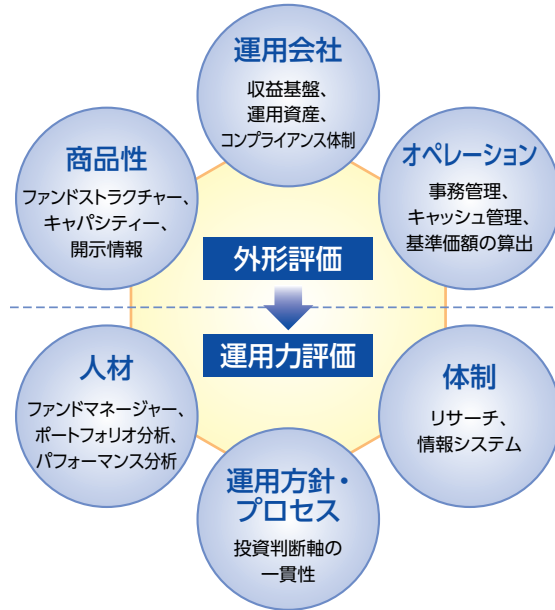 運用会社
収益基盤、
運用資産、
コンプライアンス体制
商品性
ファンドストラクチャー、
キャパシティー、
開示情報
オペレーション
事務管理、
キャッシュ管理、
基準価額の算出
外形評価
運用力評価
人材
ファンドマネージャー、
ポートフォリオ分析、
パフォーマンス分析
体制
リサーチ、
情報システム
運用方針・
プロセス
投資判断軸の
一貫性